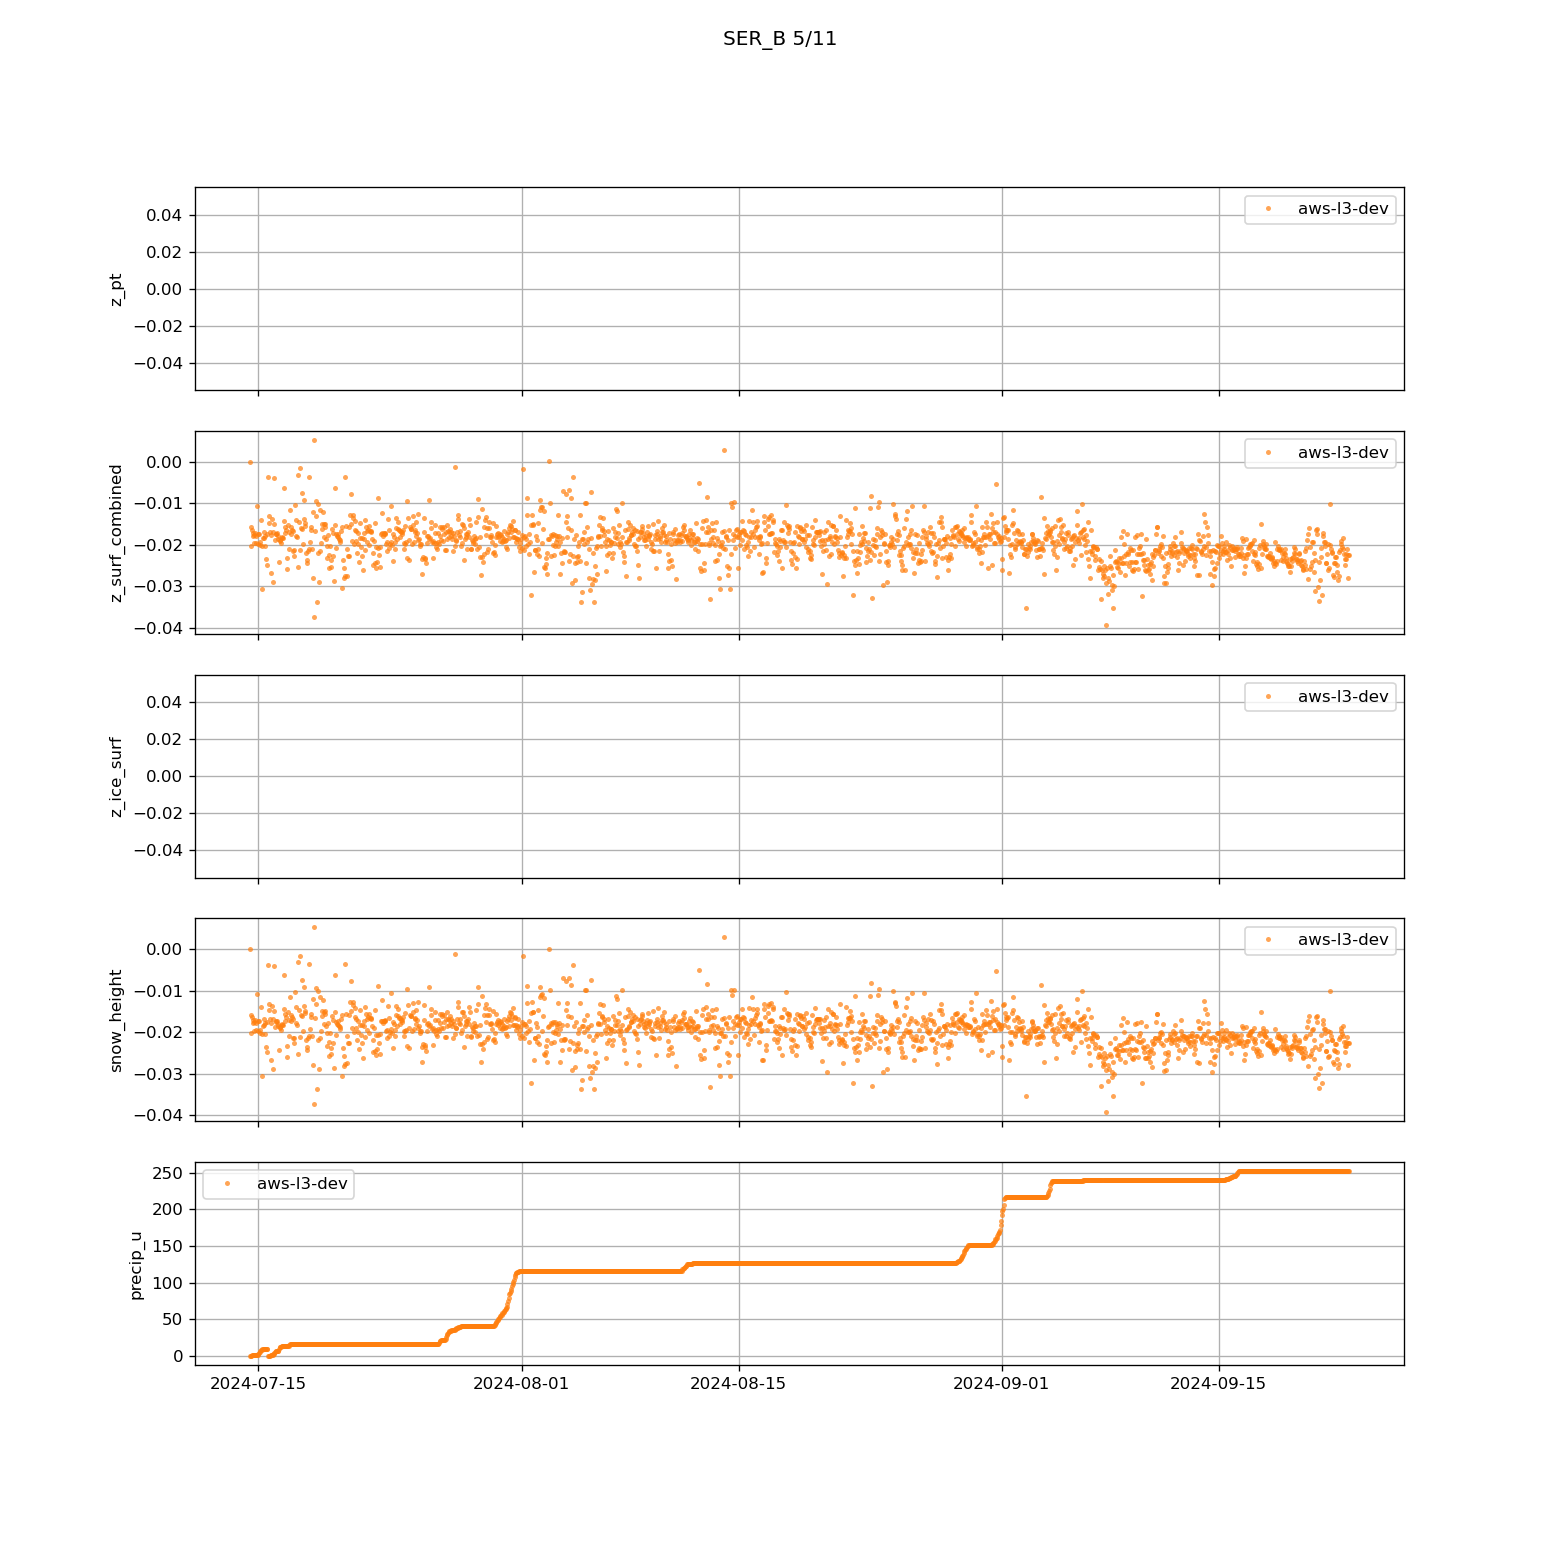 SER_B 5/11
0.04
0.02
0.00
−0.02
−0.04
z_pt
aws-l3-dev
0.00
−0.01
−0.02
−0.03
−0.04
z_surf_combined
aws-l3-dev
0.04
0.02
0.00
−0.02
−0.04
z_ice_surf
aws-l3-dev
0.00
−0.01
−0.02
−0.03
−0.04
snow_height
aws-l3-dev
250
200
150
100
50
0
precip_u
aws-l3-dev
2024-07-15 2024-08-01 2024-08-15 2024-09-01 2024-09-15